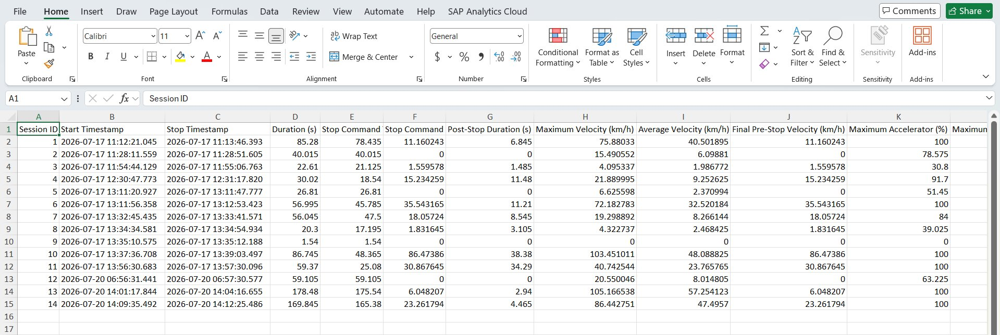 File Home Insert Draw Page Layout Formulas Data Review View Automate Help SAP Analytics Cloud Comments Share
Calibri 11 Wrap Text General
Paste B I U A Merge & Center $ % Conditional Formatting Format as Table Cell Styles Insert Delete Format Sort & Filter Find & Select Sensitivity Add-ins
Clipboard Font Alignment Number Styles Cells Editing Sensitivity Add-ins
A1 fx Session ID
A B C D E F G H I J K
1 Session ID Start Timestamp Stop Timestamp Duration (s) Stop Command Stop Command Post-Stop Duration (s) Maximum Velocity (km/h) Average Velocity (km/h) Final Pre-Stop Velocity (km/h) Maximum Accelerator (%) Maximum
2 1 2026-07-17 11:12:21.045 2026-07-17 11:13:46.393 85.28 78.435 11.160243 6.845 75.88033 40.501895 11.160243 100
3 2 2026-07-17 11:28:11.559 2026-07-17 11:28:51.605 40.015 40.015 0 0 15.490552 6.09881 0 78.575
4 3 2026-07-17 11:54:44.129 2026-07-17 11:55:06.763 22.61 21.125 1.559578 1.485 4.095337 1.986772 1.559578 30.8
5 4 2026-07-17 12:30:47.773 2026-07-17 12:31:17.820 30.02 18.54 15.234259 11.48 21.889995 9.252625 15.234259 91.7
6 5 2026-07-17 13:11:20.927 2026-07-17 13:11:47.777 26.81 26.81 0 0 6.625598 2.370994 0 51.45
7 6 2026-07-17 13:11:56.358 2026-07-17 13:12:53.423 56.995 45.785 35.543165 11.21 72.182783 32.520184 35.543165 100
8 7 2026-07-17 13:32:45.435 2026-07-17 13:33:41.571 56.045 47.5 18.05724 8.545 19.298892 8.266144 18.05724 84
9 8 2026-07-17 13:34:34.581 2026-07-17 13:34:54.934 20.3 17.195 1.831645 3.105 4.322737 2.468425 1.831645 39.025
10 9 2026-07-17 13:35:10.575 2026-07-17 13:35:12.188 1.54 1.54 0 0 0 0 0 0
11 10 2026-07-17 13:37:36.708 2026-07-17 13:39:03.497 86.745 48.365 86.47386 38.38 103.451011 48.088825 86.47386 100
12 11 2026-07-17 13:56:30.683 2026-07-17 13:57:30.096 59.37 25.08 30.867645 34.29 40.742544 23.765765 30.867645 100
13 12 2026-07-20 06:56:31.441 2026-07-20 06:57:30.577 59.105 59.105 0 0 20.550046 8.014805 0 63.225
14 13 2026-07-20 14:01:17.844 2026-07-20 14:04:16.655 178.48 175.54 6.048207 2.94 105.166538 57.254123 6.048207 100
15 14 2026-07-20 14:09:35.492 2026-07-20 14:12:25.486 169.845 165.38 23.261794 4.465 86.442751 47.4957 23.261794 100
16
17